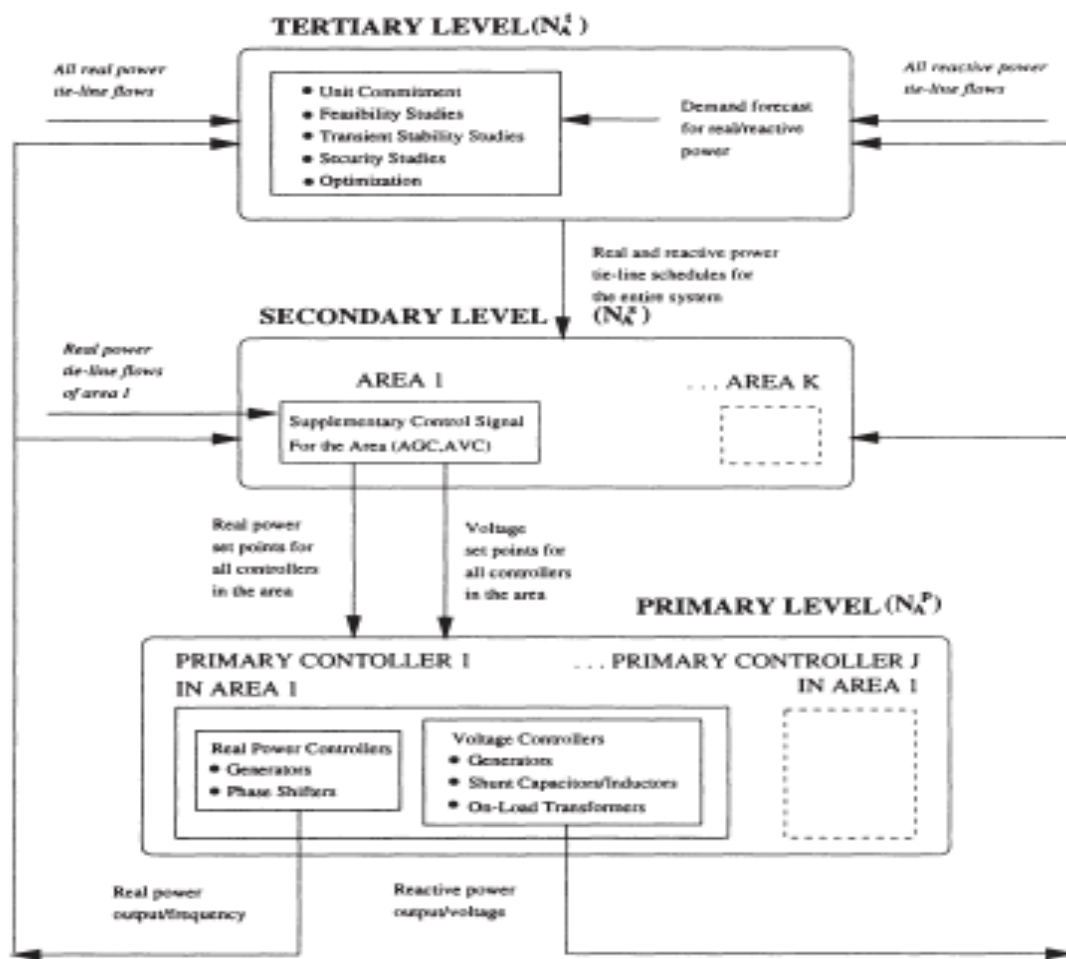 TERTIARY LEVEL (N_A^t)
All real power
tie-line flows
All reactive power
tie-line flows
● Unit Commitment
● Feasibility Studies
● Transient Stability Studies
● Security Studies
● Optimization
Demand forecast
for real/reactive
power
Real and reactive power
tie-line schedules for
the entire system
SECONDARY LEVEL (N_A^s)
Real power
tie-line flows
of area 1
AREA 1
... AREA K
Supplementary Control Signal
For the Area (AGC,AVC)
Real power
set points for
all controllers
in the area
Voltage
set points for
all controllers
in the area
PRIMARY LEVEL (N_A^P)
PRIMARY CONTOLLER 1
IN AREA 1
... PRIMARY CONTROLLER J
IN AREA 1
Real Power Controllers
● Generators
● Phase Shifters
Voltage Controllers
● Generators
● Shunt Capacitors/Inductors
● On-Load Transformers
Real power
output/frequency
Reactive power
output/voltage